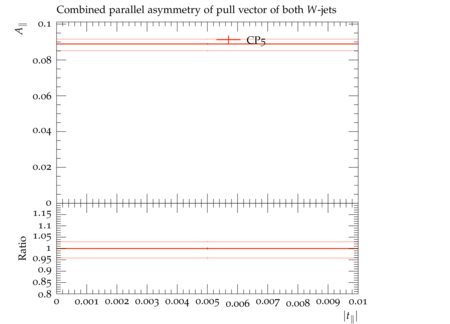 Combined parallel asymmetry of pull vector of both W-jets
A∥
0.1
CP5
0.08
0.06
0.04
0.02
0
Ratio
1.15
1.1
1.05
1
0.95
0.9
0.85
0.8
0 0.001 0.002 0.003 0.004 0.005 0.006 0.007 0.008 0.009 0.01
|t∥|